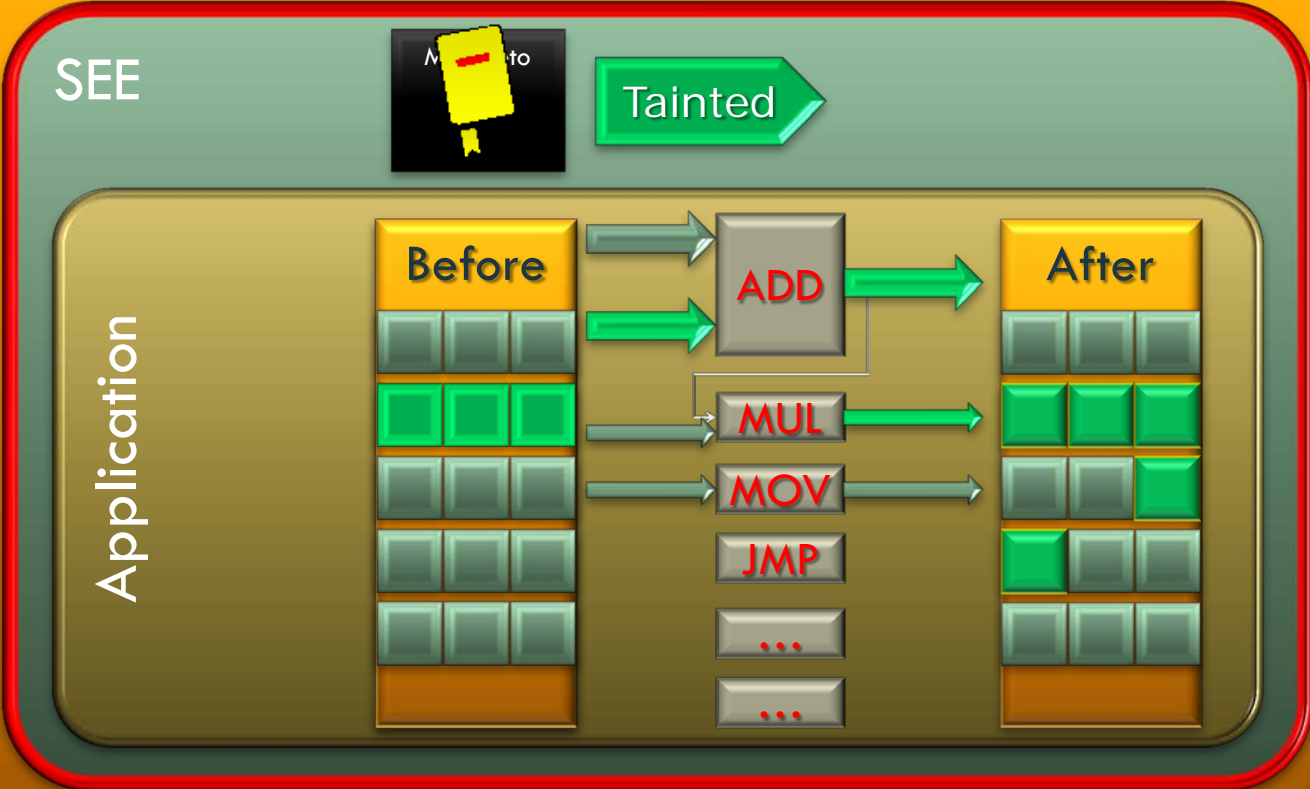 SEE
Tainted
Application
Before
ADD
After
MUL
MOV
JMP
...
...